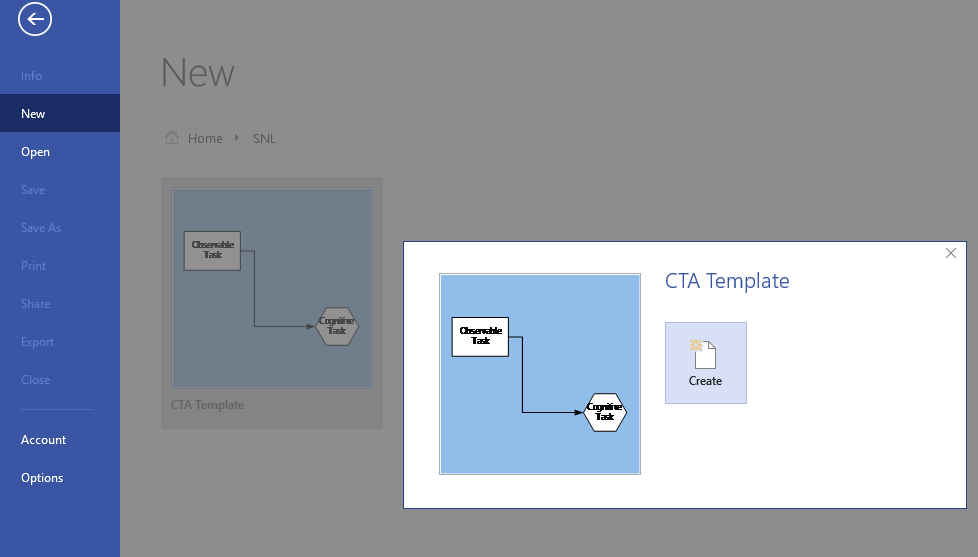 Info
New
Open
Save
Save As
Print
Share
Export
Close
Account
Options
New
Home
SNL
Observable
Task
Cognitive
Task
CTA Template
Observable
Task
Cognitive
Task
CTA Template
Create